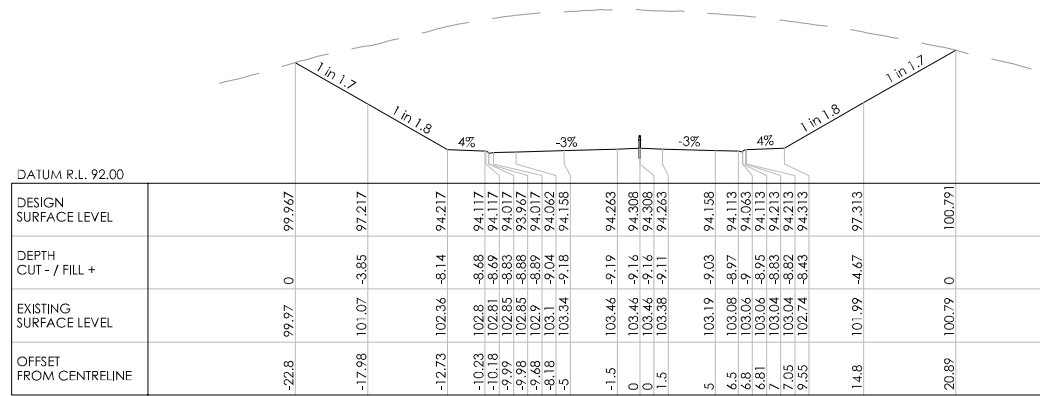 1 in 1.7
1 in 1.8
4%
-3%
-3%
4%
1 in 1.8
1 in 1.7
DATUM R.L. 92.00
DESIGN
SURFACE LEVEL
99.967 97.217 94.217 94.117 94.117 94.017 93.967 94.017 94.062 94.158 94.263 94.308 94.308 94.263 94.158 94.113 94.063 94.113 94.213 94.213 94.313 97.313 100.791
DEPTH
CUT - / FILL +
0 -3.85 -8.14 -8.68 -8.69 -8.83 -8.88 -8.89 -9.04 -9.18 -9.19 -9.16 -9.16 -9.11 -9.03 -8.97 -9 -8.95 -8.83 -8.82 -8.43 -4.67 0
EXISTING
SURFACE LEVEL
99.97 101.07 102.36 102.8 102.81 102.85 102.85 102.9 103.1 103.34 103.46 103.46 103.46 103.38 103.19 103.08 103.06 103.06 103.04 103.04 102.74 101.99 100.79
OFFSET
FROM CENTRELINE
-22.8 -17.98 -12.73 -10.23 -10.18 -9.99 -9.98 -9.68 -8.18 -5 -1.5 0 0 1.5 5 6.5 6.8 6.81 7 7.05 9.55 14.8 20.89